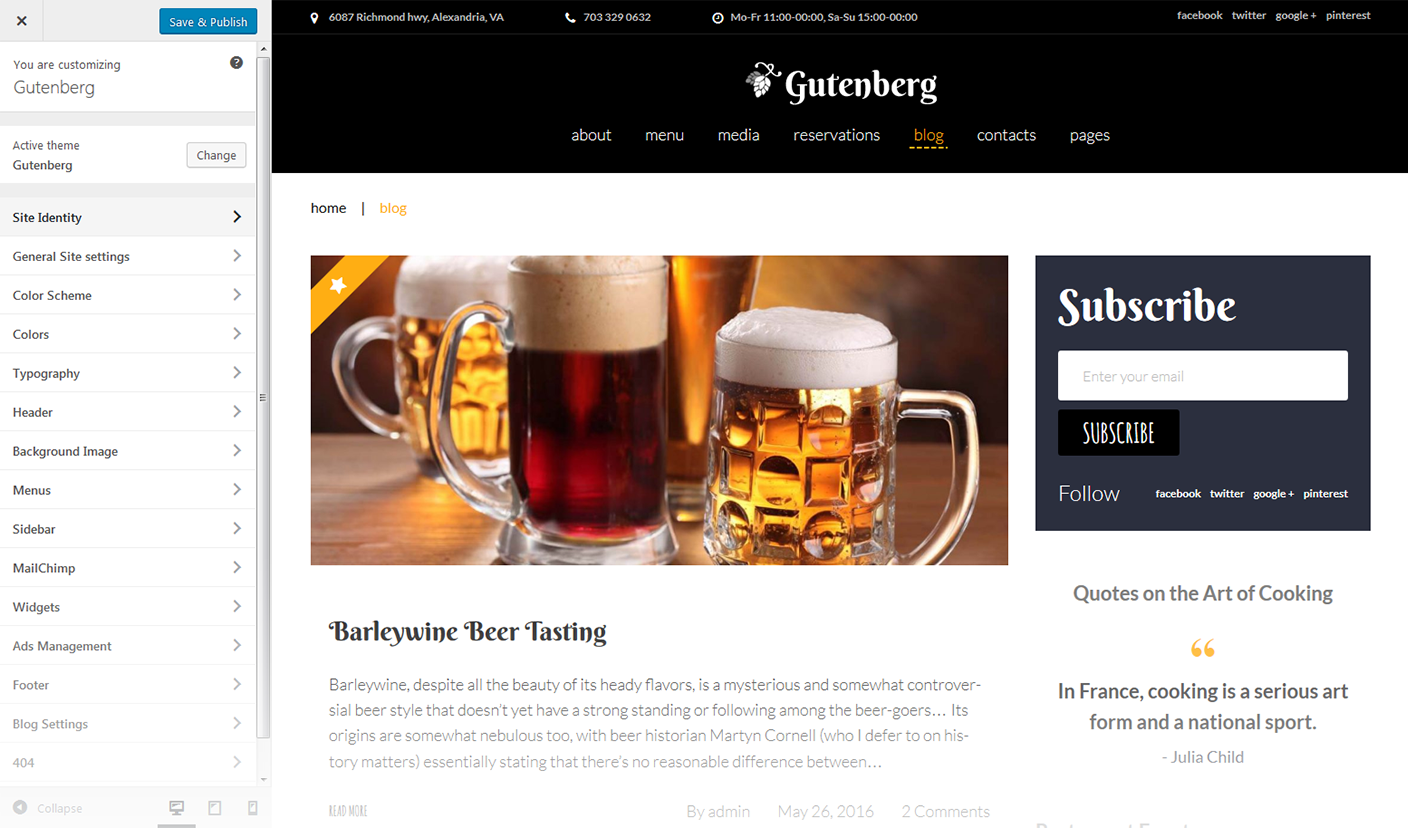 Save & Publish
You are customizing
Gutenberg
Active theme
Gutenberg
Change
Site Identity
General Site settings
Color Scheme
Colors
Typography
Header
Background Image
Menus
Sidebar
MailChimp
Widgets
Ads Management
Footer
Blog Settings
404
Collapse
6087 Richmond hwy, Alexandria, VA 703 329 0632 Mo-Fr 11:00-00:00, Sa-Su 15:00-00:00 facebook twitter google + pinterest
Gutenberg
about menu media reservations blog contacts pages
home | blog
Barleywine Beer Tasting
Barleywine, despite all the beauty of its heady flavors, is a mysterious and somewhat controver-
sial beer style that doesn't yet have a strong standing or following among the beer-goers… Its
origins are somewhat nebulous too, with beer historian Martyn Cornell (who I defer to on his-
tory matters) essentially stating that there's no reasonable difference between…
READ MORE By admin May 26, 2016 2 Comments
Subscribe
Enter your email
SUBSCRIBE
Follow facebook twitter google + pinterest
Quotes on the Art of Cooking
“
In France, cooking is a serious art
form and a national sport.
- Julia Child